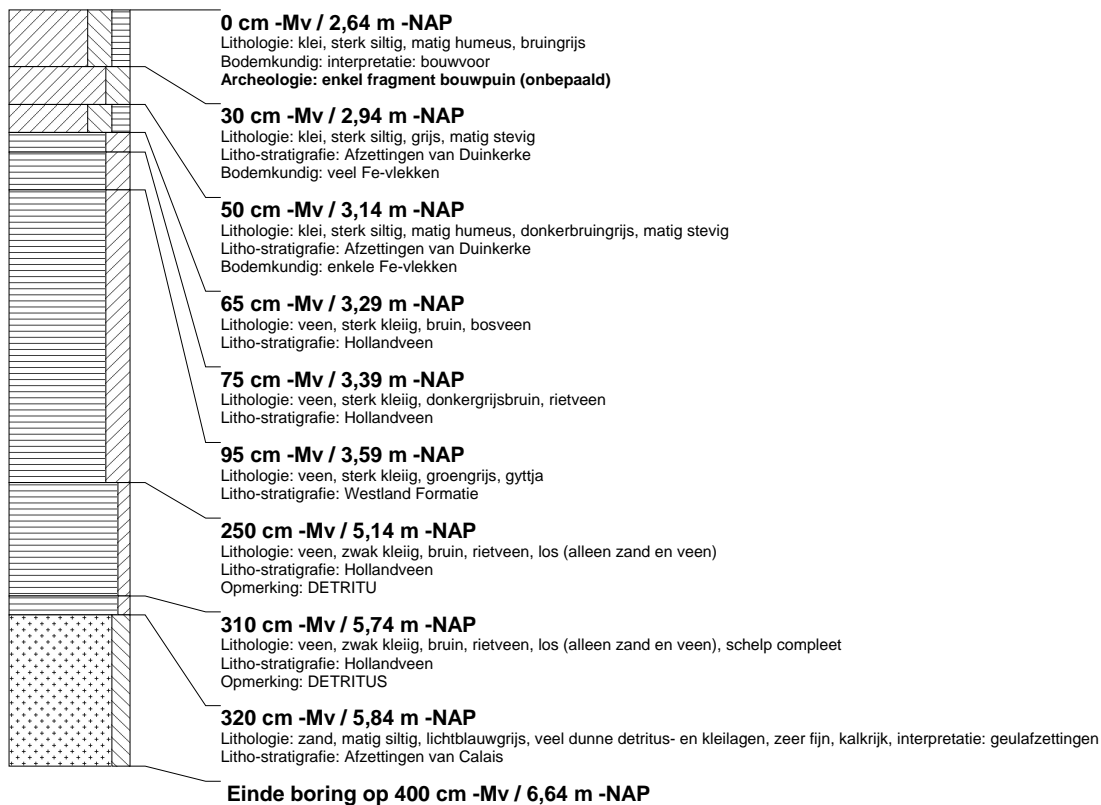 0 cm -Mv / 2,64 m -NAP
Lithologie: klei, sterk siltig, matig humeus, bruingrijs
Bodemkundig: interpretatie: bouwvoor
Archeologie: enkel fragment bouwpuin (onbepaald)
30 cm -Mv / 2,94 m -NAP
Lithologie: klei, sterk siltig, grijs, matig stevig
Litho-stratigrafie: Afzettingen van Duinkerke
Bodemkundig: veel Fe-vlekken
50 cm -Mv / 3,14 m -NAP
Lithologie: klei, sterk siltig, matig humeus, donkerbruingrijs, matig stevig
Litho-stratigrafie: Afzettingen van Duinkerke
Bodemkundig: enkele Fe-vlekken
65 cm -Mv / 3,29 m -NAP
Lithologie: veen, sterk kleiig, bruin, bosveen
Litho-stratigrafie: Hollandveen
75 cm -Mv / 3,39 m -NAP
Lithologie: veen, sterk kleiig, donkergrijsbruin, rietveen
Litho-stratigrafie: Hollandveen
95 cm -Mv / 3,59 m -NAP
Lithologie: veen, sterk kleiig, groengrijs, gyttja
Litho-stratigrafie: Westland Formatie
250 cm -Mv / 5,14 m -NAP
Lithologie: veen, zwak kleiig, bruin, rietveen, los (alleen zand en veen)
Litho-stratigrafie: Hollandveen
Opmerking: DETRITU
310 cm -Mv / 5,74 m -NAP
Lithologie: veen, zwak kleiig, bruin, rietveen, los (alleen zand en veen), schelp compleet
Litho-stratigrafie: Hollandveen
Opmerking: DETRITUS
320 cm -Mv / 5,84 m -NAP
Lithologie: zand, matig siltig, lichtblauwgrijs, veel dunne detritus- en kleilagen, zeer fijn, kalkrijk, interpretatie: geulafzettingen
Litho-stratigrafie: Afzettingen van Calais
Einde boring op 400 cm -Mv / 6,64 m -NAP